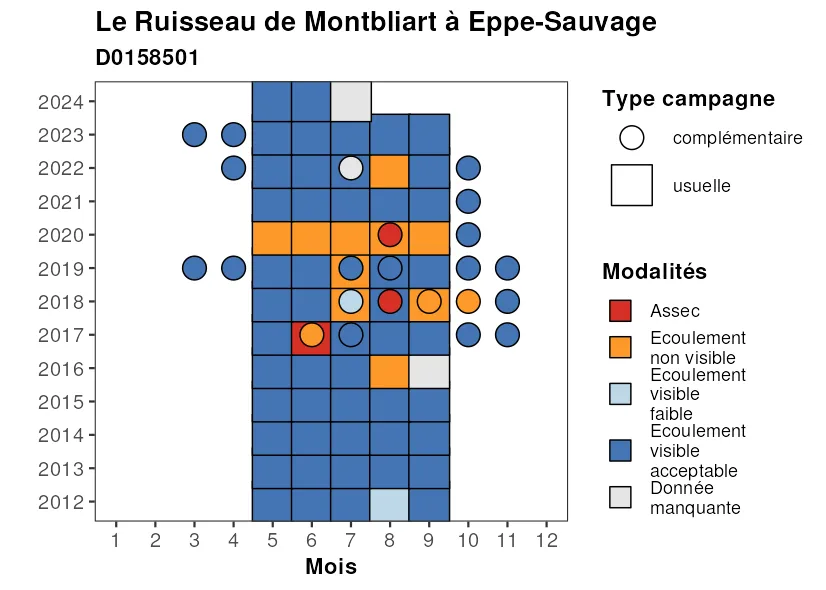 Le Ruisseau de Montbliart à Eppe-Sauvage
D0158501
2024
2023
2022
2021
2020
2019
2018
2017
2016
2015
2014
2013
2012
1 2 3 4 5 6 7 8 9 10 11 12
Mois
Type campagne
complémentaire
usuelle
Modalités
Assec
Ecoulement
non visible
Ecoulement
visible
faible
Ecoulement
visible
acceptable
Donnée
manquante